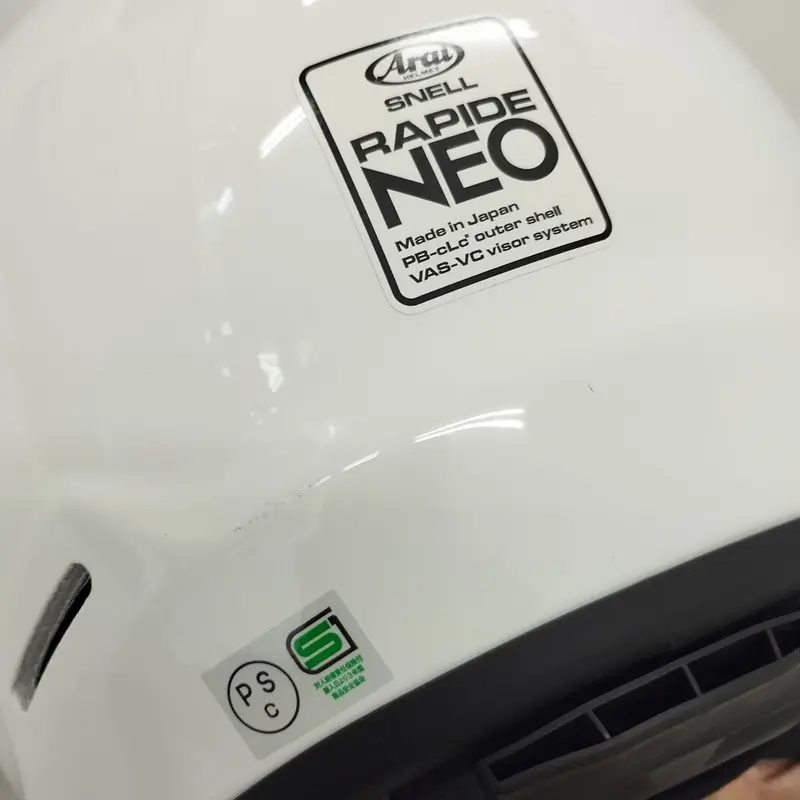 Arai
HELMET
SNELL
RAPIDE
NEO
Made in Japan
PB-cLc² outer shell
VAS-VC visor system
PS
C
S